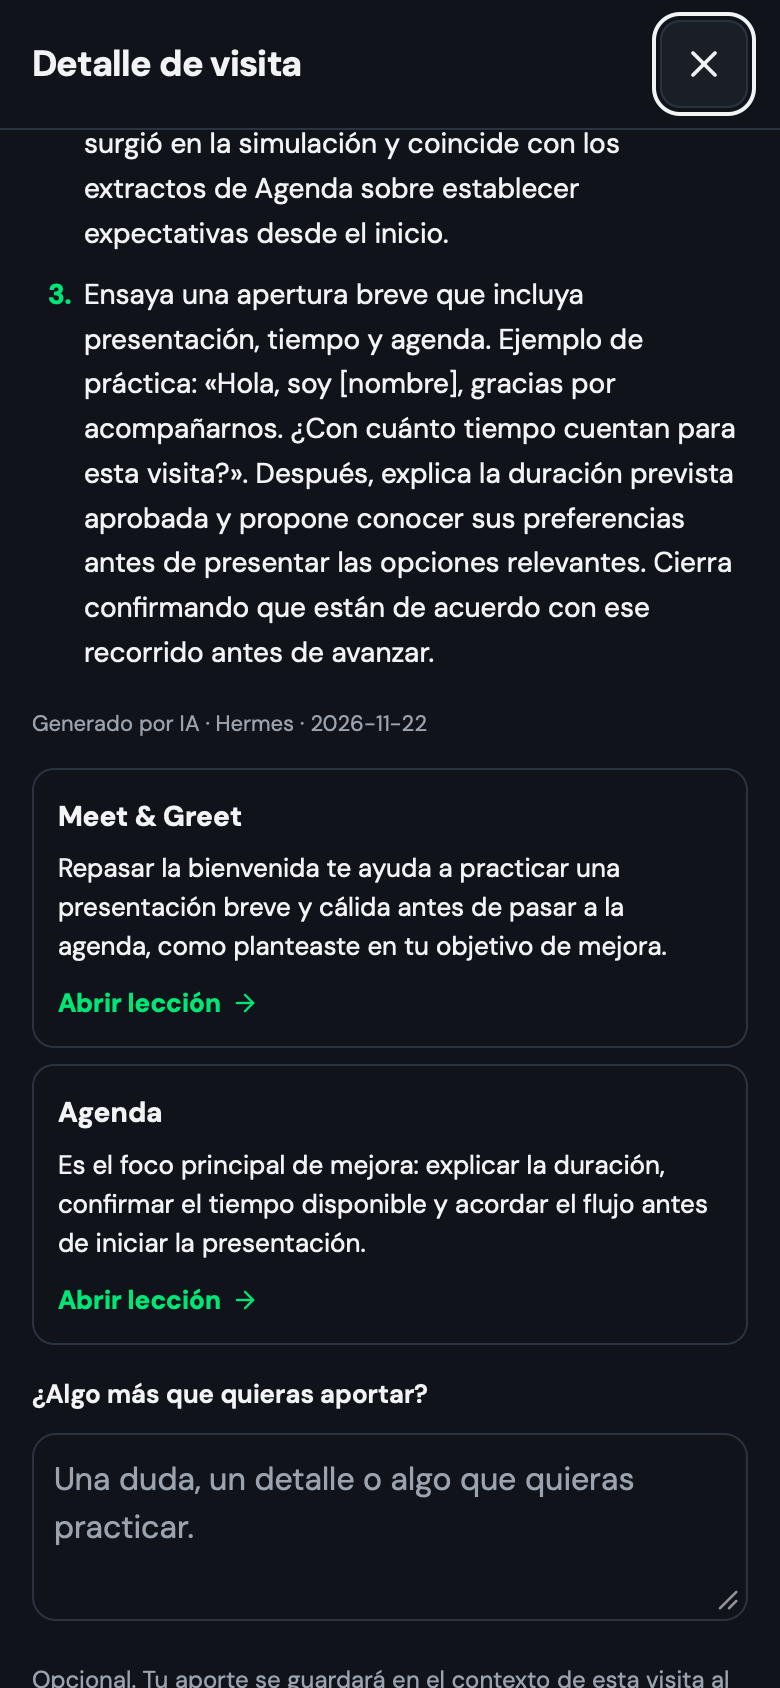 Detalle de visita
surgió en la simulación y coincide con los
extractos de Agenda sobre establecer
expectativas desde el inicio.
3. Ensaya una apertura breve que incluya
presentación, tiempo y agenda. Ejemplo de
práctica: «Hola, soy [nombre], gracias por
acompañarnos. ¿Con cuánto tiempo cuentan para
esta visita?». Después, explica la duración prevista
aprobada y propone conocer sus preferencias
antes de presentar las opciones relevantes. Cierra
confirmando que están de acuerdo con ese
recorrido antes de avanzar.
Generado por IA · Hermes · 2026-11-22
Meet & Greet
Repasar la bienvenida te ayuda a practicar una
presentación breve y cálida antes de pasar a la
agenda, como planteaste en tu objetivo de mejora.
Abrir lección →
Agenda
Es el foco principal de mejora: explicar la duración,
confirmar el tiempo disponible y acordar el flujo antes
de iniciar la presentación.
Abrir lección →
¿Algo más que quieras aportar?
Una duda, un detalle o algo que quieras
practicar.
Opcional. Tu aporte se guardará en el contexto de esta visita al